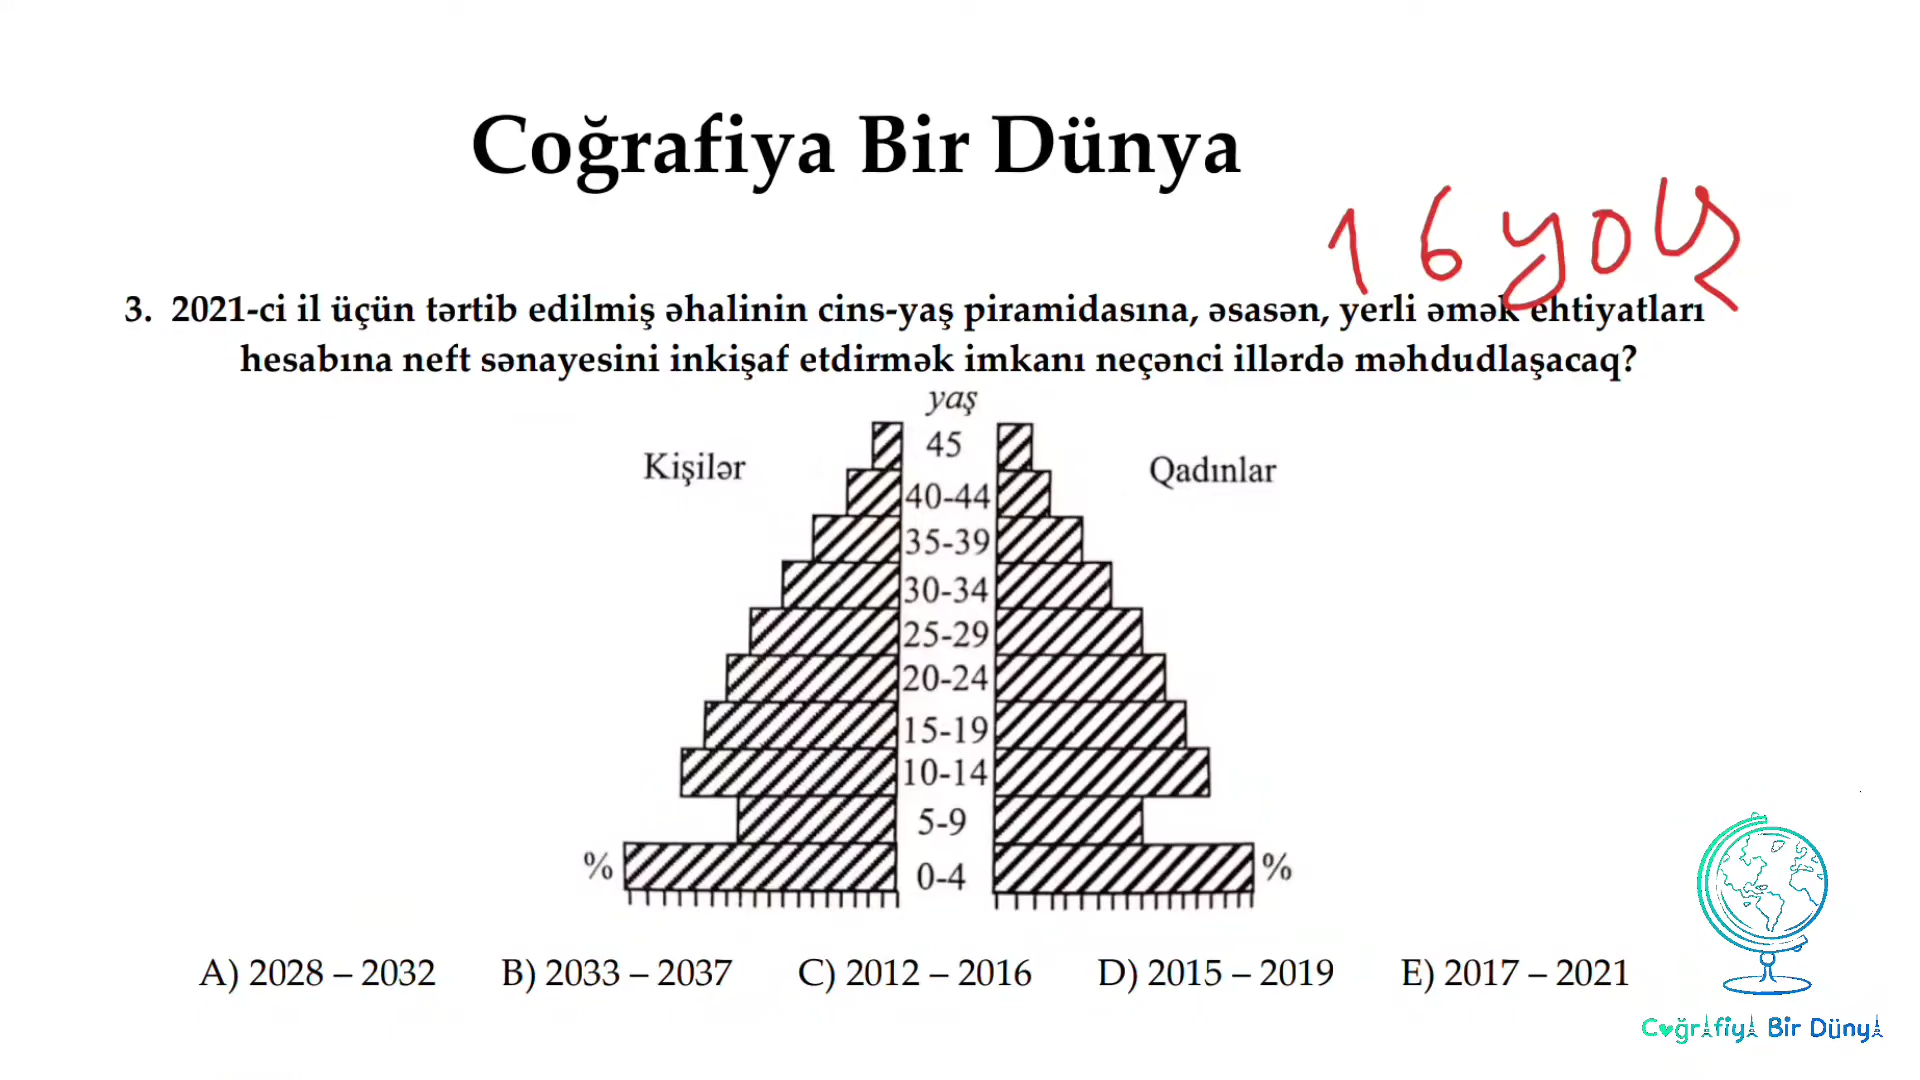 Coğrafiya Bir Dünya
3. 2021-ci il üçün tərtib edilmiş əhalinin cins-yaş piramidasına, əsasən, yerli əmək ehtiyatları
hesabına neft sənayesini inkişaf etdirmək imkanı neçənci illərdə məhdudlaşacaq?
yaş
Kişilər
45
Qadınlar
40-44
35-39
30-34
25-29
20-24
15-19
10-14
5-9
% 0-4 %
A) 2028 – 2032 B) 2033 – 2037 C) 2012 – 2016 D) 2015 – 2019 E) 2017 – 2021
Coğrafiya Bir Dünya